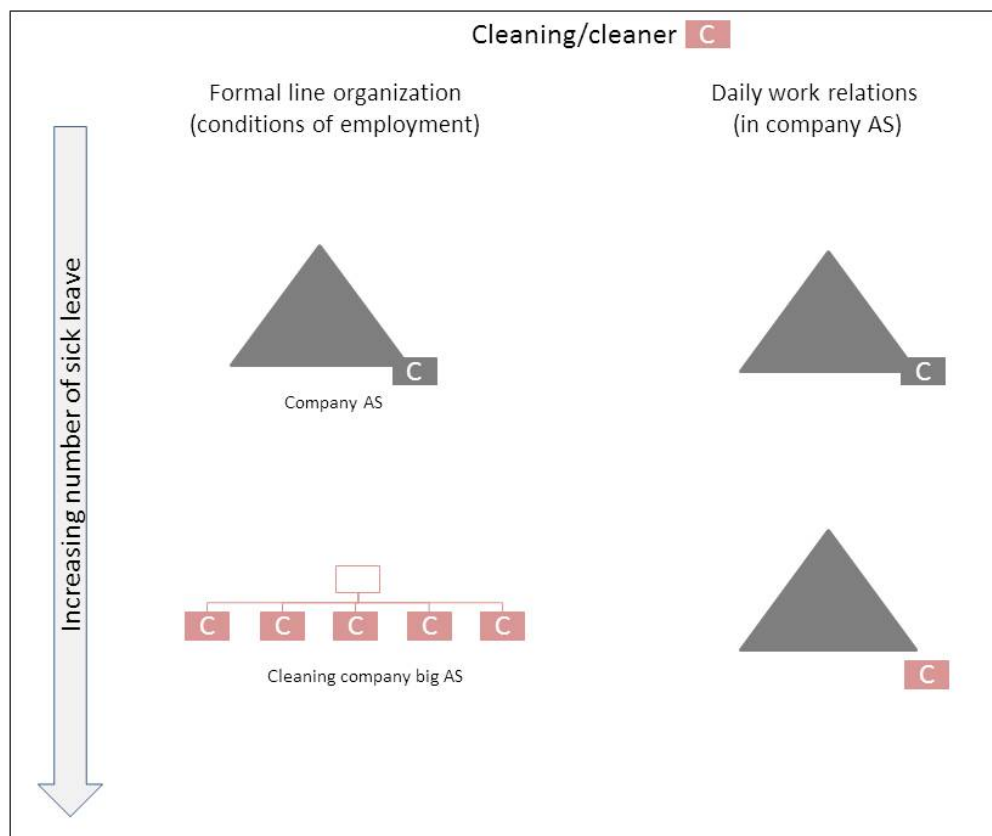 Cleaning/cleaner C
Formal line organization
(conditions of employment)
Daily work relations
(in company AS)
Increasing number of sick leave
C
Company AS
C
C C C C C
Cleaning company big AS
C